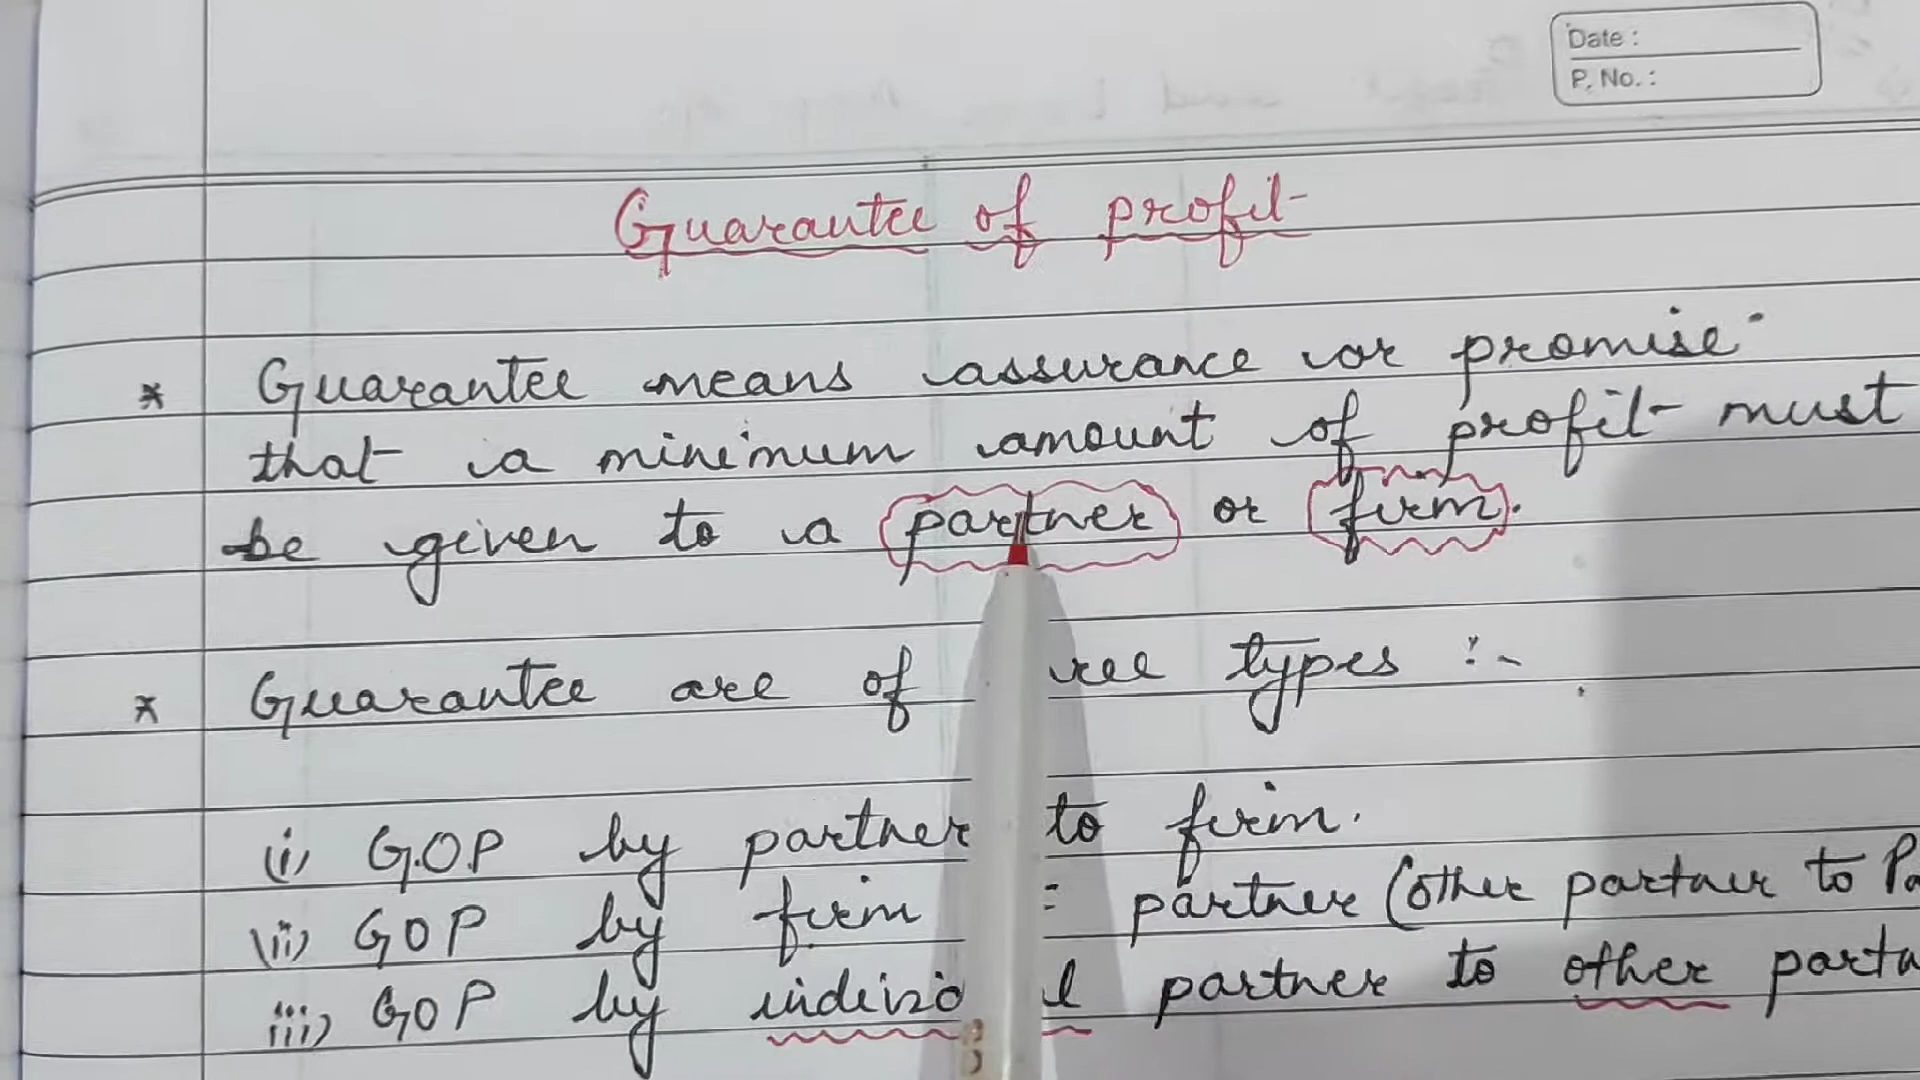 Date :
P. No. :
Guarantee of profit
* Guarantee means assurance or promise
that a minimum amount of profit must
be given to a partner or firm.
* Guarantee are of types :-
(i) G.O.P by partner to firm.
(ii) GOP by firm partner (other partner to
iii) GOP by partner to other